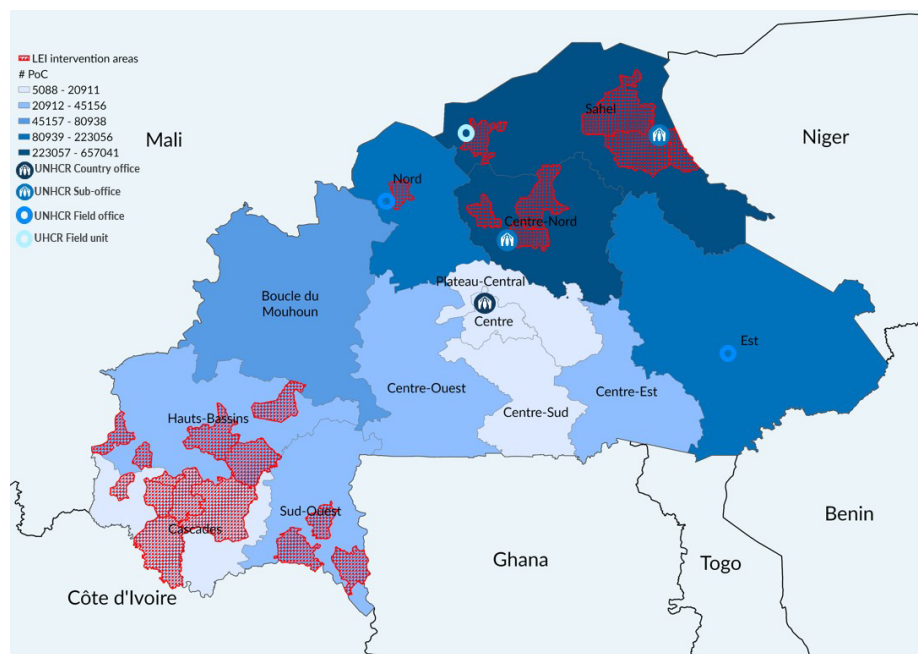 LEI intervention areas
# PoC
5088 - 20911
20912 - 45156
45157 - 80938
80939 - 223056
223057 - 657041
UNHCR Country office
UNHCR Sub-office
UNHCR Field office
UHCR Field unit
Mali
Niger
Sahel
Nord
Centre-Nord
Plateau-Central
Boucle du
Mouhoun
Centre
Est
Centre-Ouest
Centre-Est
Centre-Sud
Hauts-Bassins
Sud-Ouest
Cascades
Benin
Ghana
Togo
Côte d'Ivoire